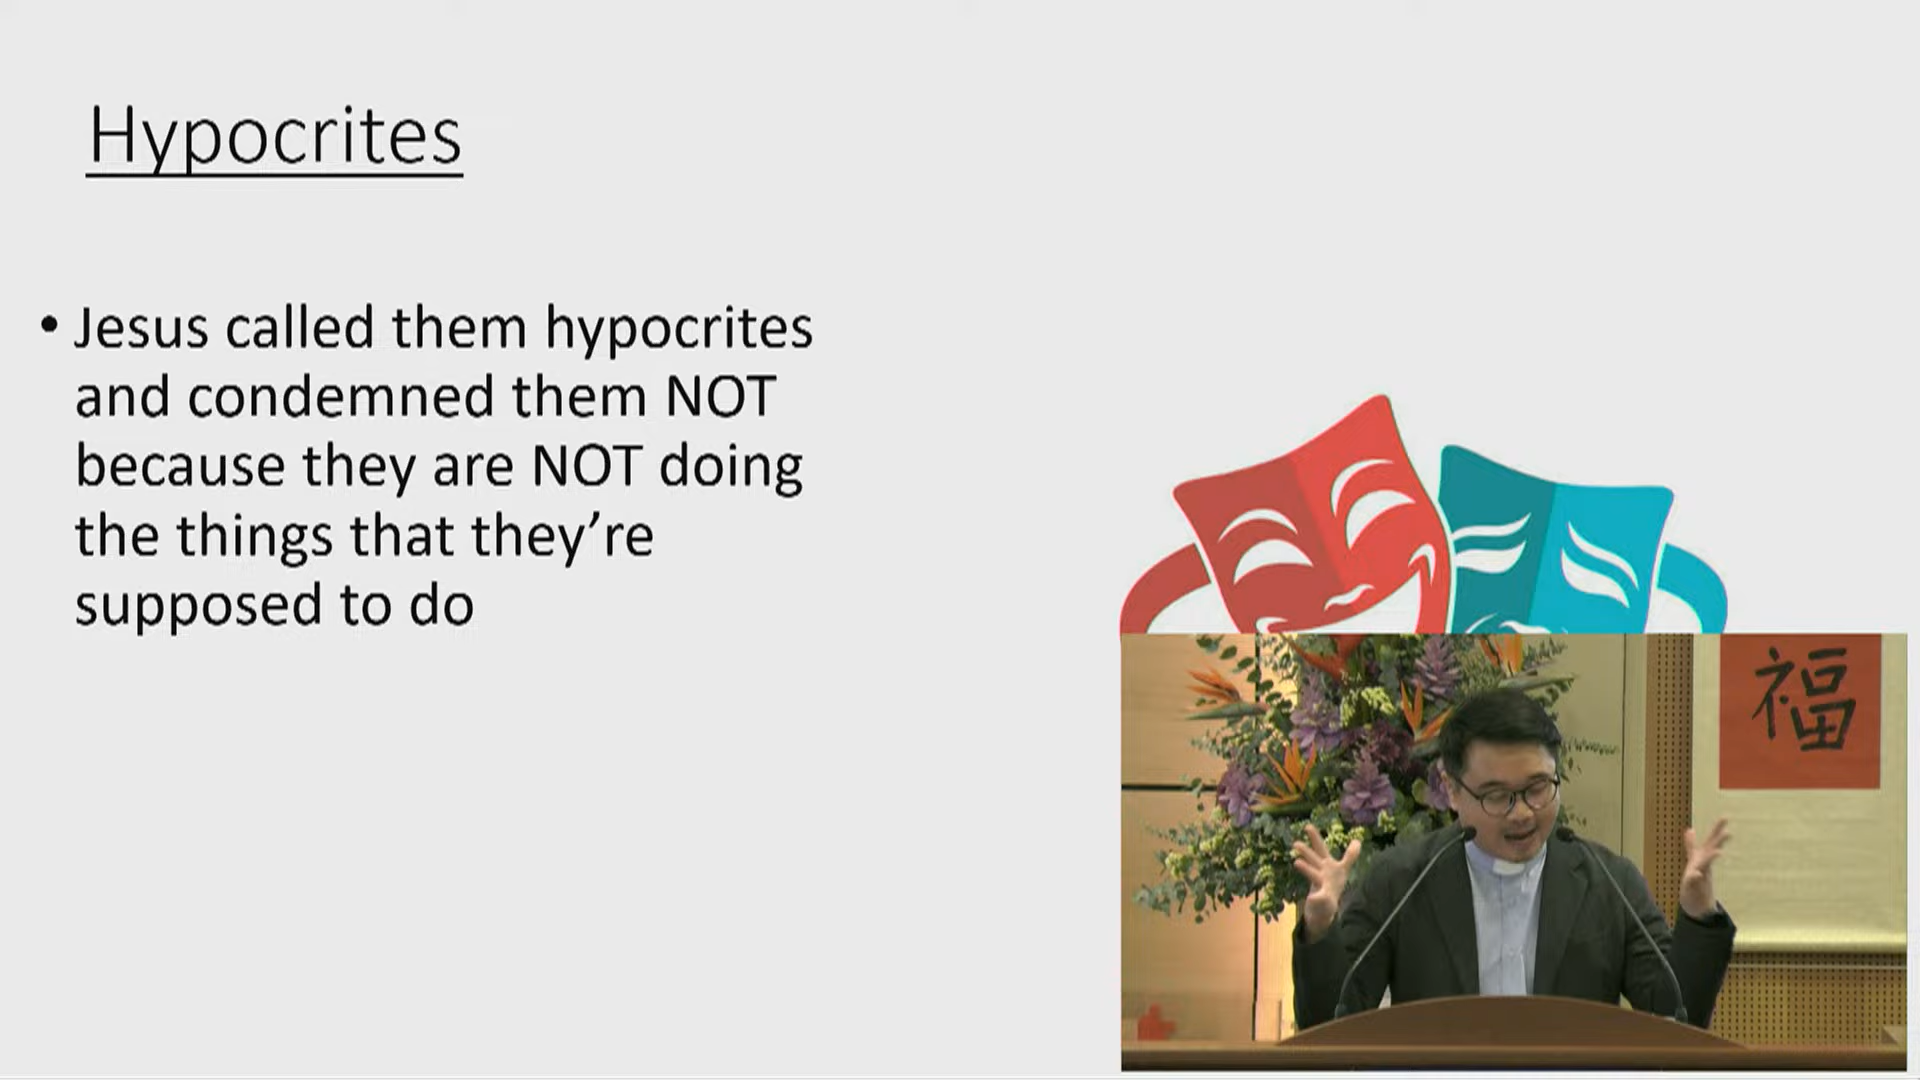 Hypocrites
• Jesus called them hypocrites
and condemned them NOT
because they are NOT doing
the things that they’re
supposed to do
福